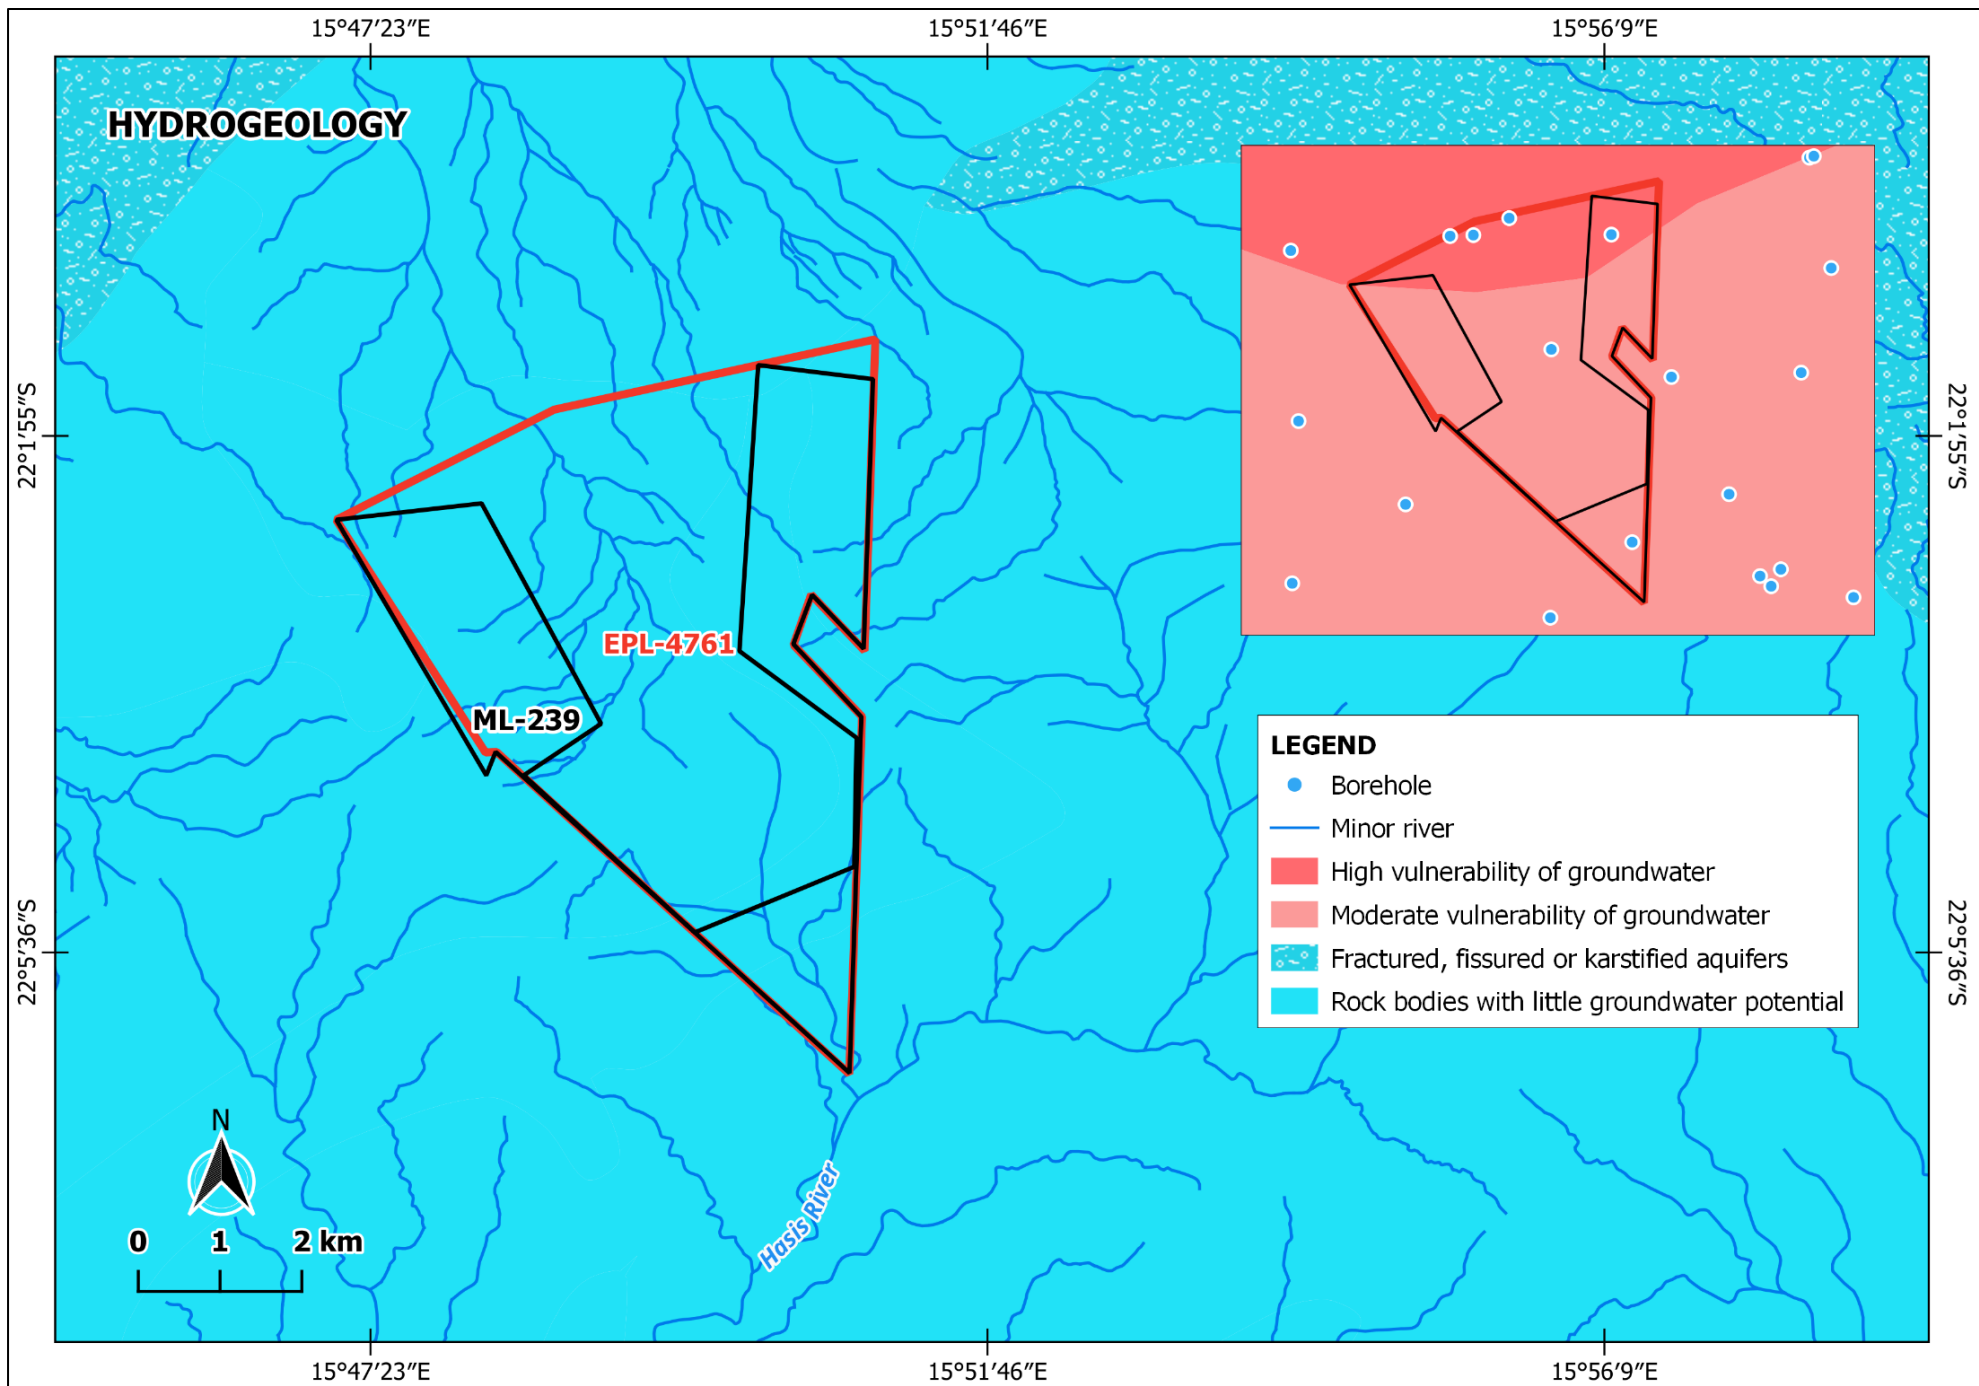 15°47′23″E
15°51′46″E
15°56′9″E
HYDROGEOLOGY
22°1′55″S
22°1′55″S
EPL-4761
ML-239
LEGEND
Borehole
Minor river
High vulnerability of groundwater
Moderate vulnerability of groundwater
Fractured, fissured or karstified aquifers
Rock bodies with little groundwater potential
22°5′36″S
22°5′36″S
N
Hasis River
0 1 2 km
15°47′23″E
15°51′46″E
15°56′9″E